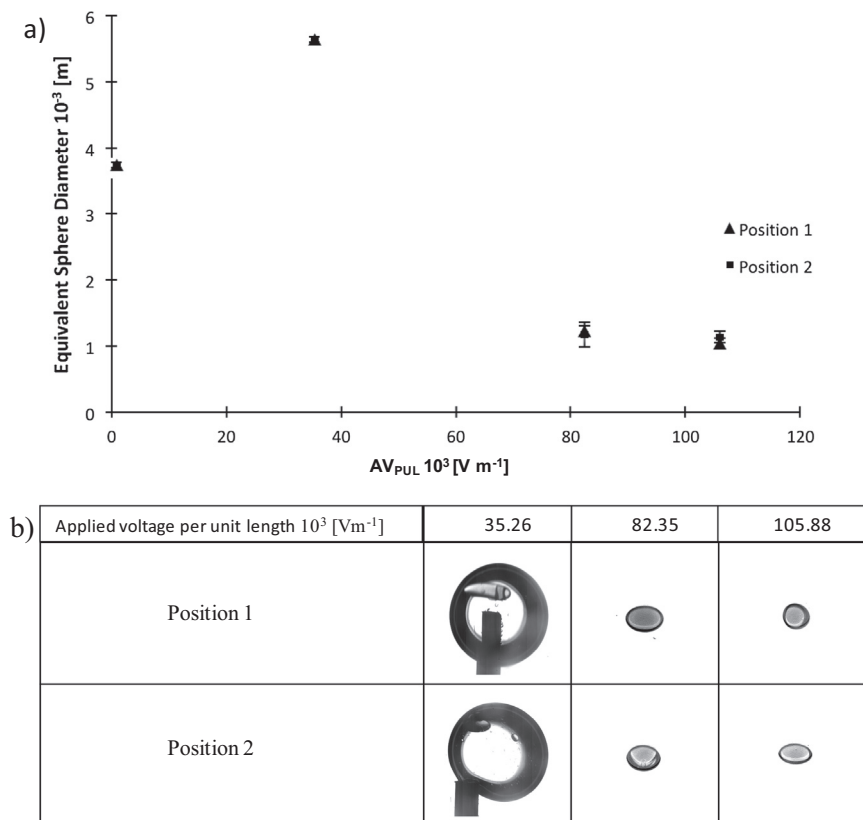 a)
Equivalent Sphere Diameter 10⁻³ [m]
6
5
4
3
2
1
0
0 20 40 60 80 100 120
AV_PUL 10³ [V m⁻¹]
▲ Position 1
■ Position 2
b)
Applied voltage per unit length 10³ [Vm⁻¹] 35.26 82.35 105.88
Position 1
Position 2